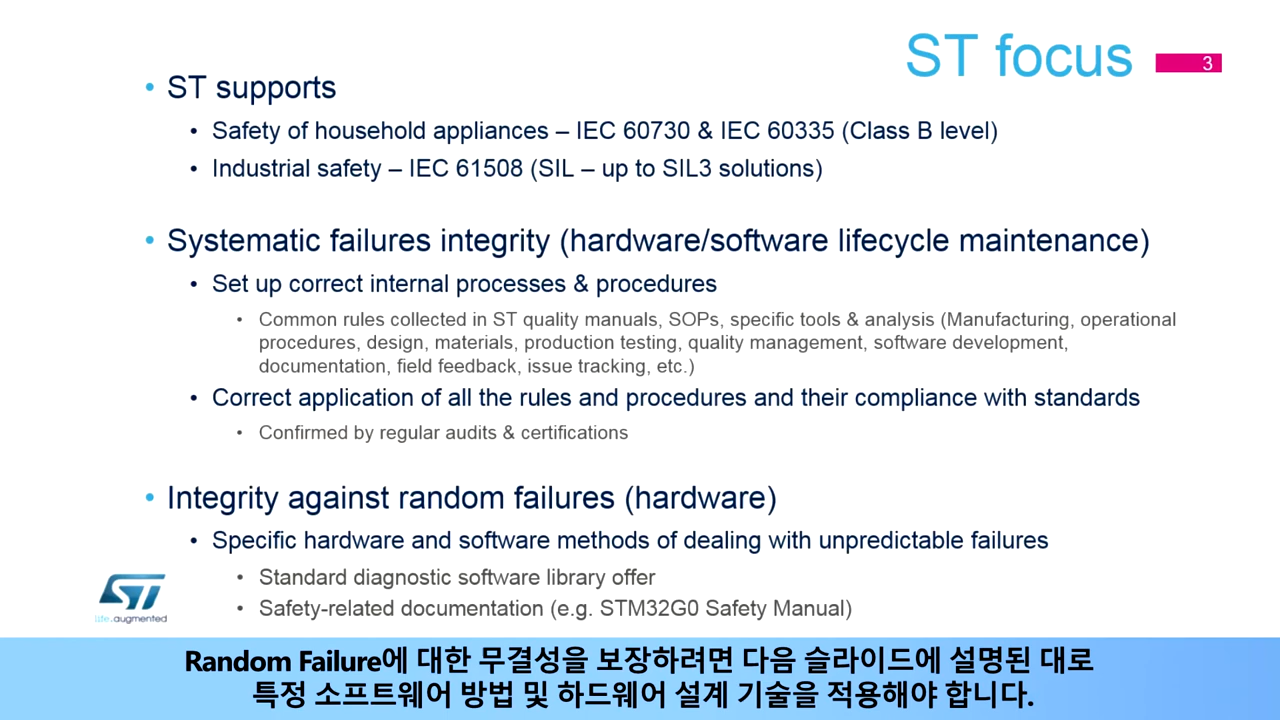 ST focus
3
• ST supports
• Safety of household appliances – IEC 60730 & IEC 60335 (Class B level)
• Industrial safety – IEC 61508 (SIL – up to SIL3 solutions)
• Systematic failures integrity (hardware/software lifecycle maintenance)
• Set up correct internal processes & procedures
• Common rules collected in ST quality manuals, SOPs, specific tools & analysis (Manufacturing, operational
procedures, design, materials, production testing, quality management, software development,
documentation, field feedback, issue tracking, etc.)
• Correct application of all the rules and procedures and their compliance with standards
• Confirmed by regular audits & certifications
• Integrity against random failures (hardware)
• Specific hardware and software methods of dealing with unpredictable failures
• Standard diagnostic software library offer
• Safety-related documentation (e.g. STM32G0 Safety Manual)
ST
life.augmented
Random Failure에 대한 무결성을 보장하려면 다음 슬라이드에 설명된 대로
특정 소프트웨어 방법 및 하드웨어 설계 기술을 적용해야 합니다.